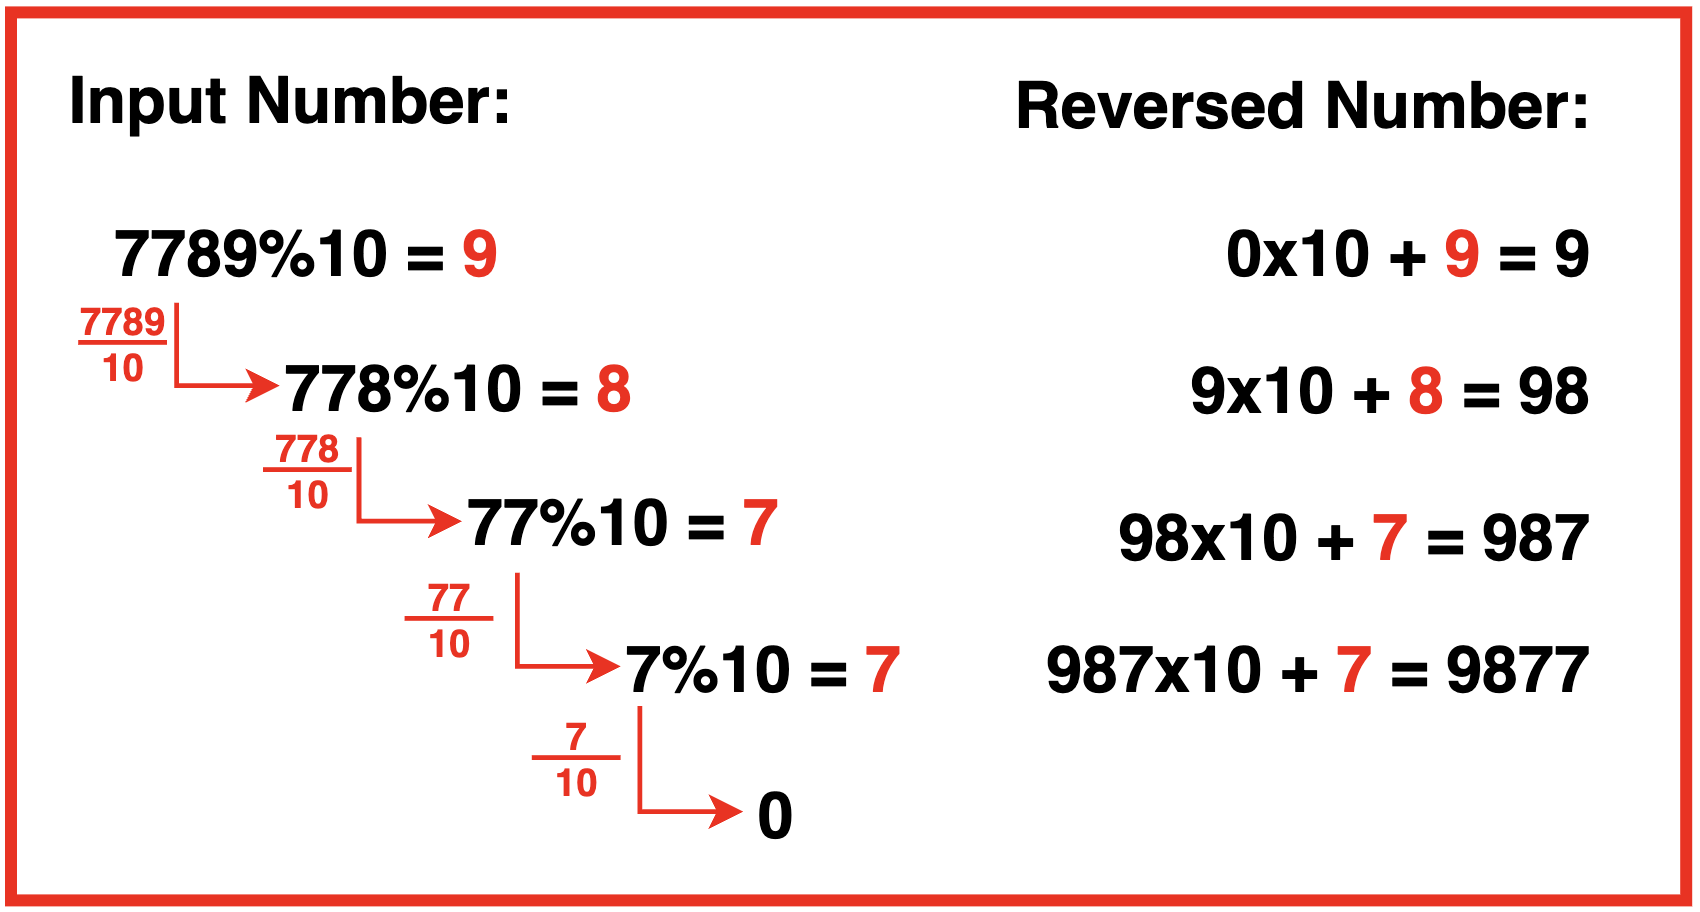 Input Number:
7789%10 = 9
7789
10
778%10 = 8
778
10
77%10 = 7
77
10
7%10 = 7
7
10
0
Reversed Number:
0x10 + 9 = 9
9x10 + 8 = 98
98x10 + 7 = 987
987x10 + 7 = 9877